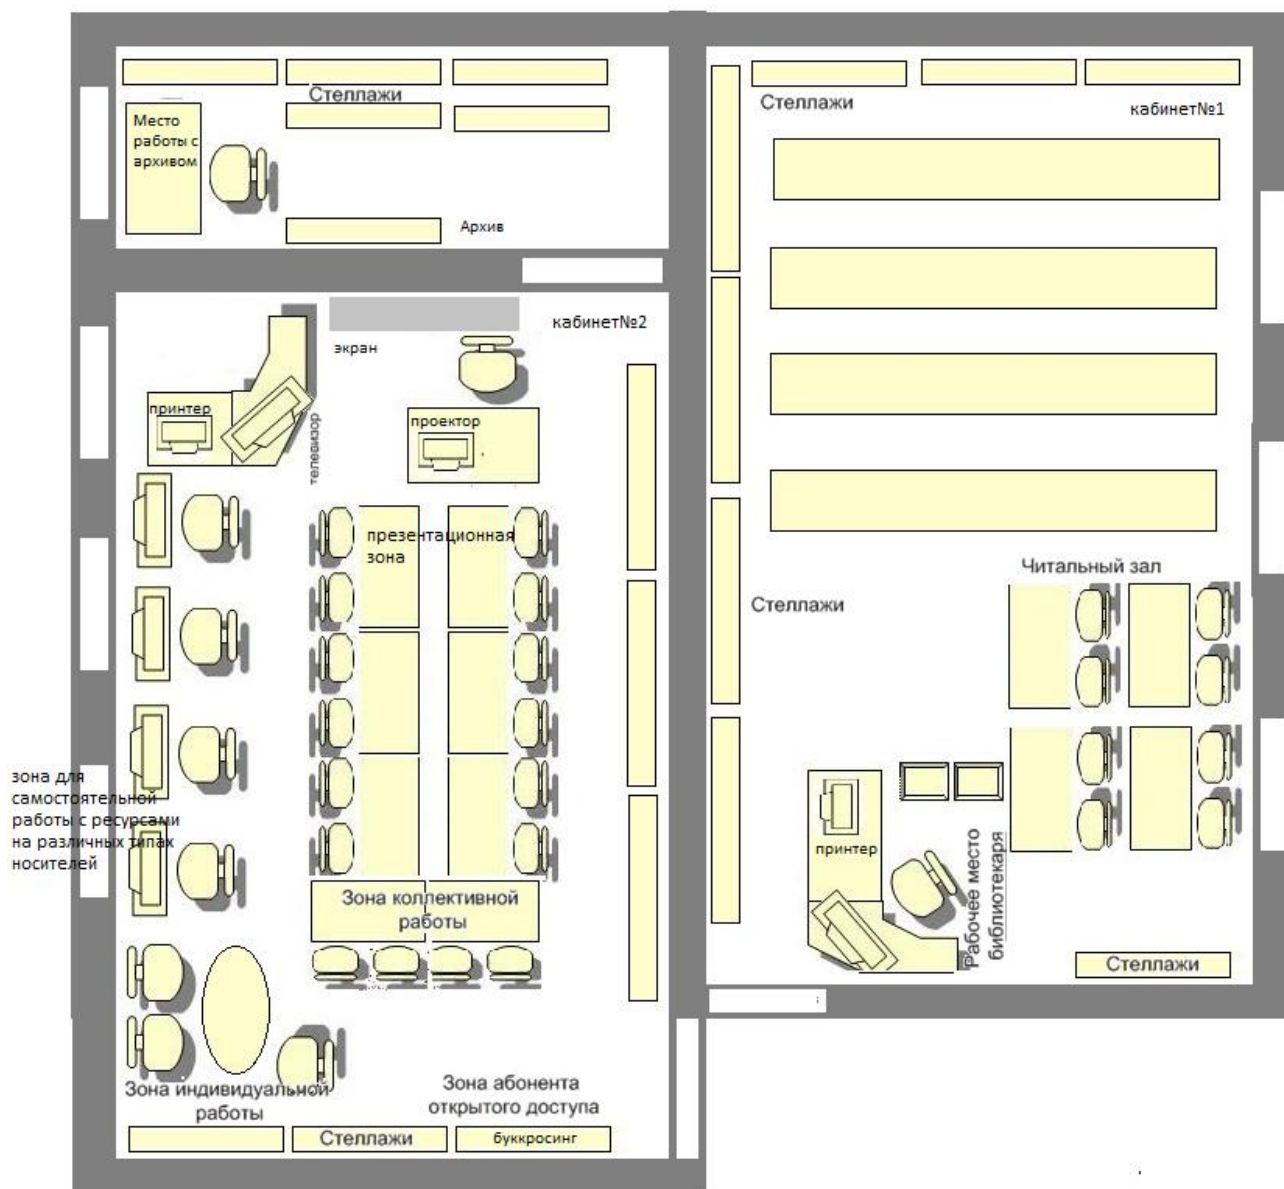 Стеллажи
Место
работы с
архивом
Архив
Стеллажи
кабинет№1
кабинет№2
экран
принтер
телевизор
проектор
презентационная
зона
Читальный зал
Стеллажи
зона для
самостоятельной
работы с ресурсами
на различных типах
носителей
принтер
Рабочее место
библиотекаря
Зона коллективной
работы
Стеллажи
Зона индивидуальной
работы
Зона абонента
открытого доступа
Стеллажи
буккросинг